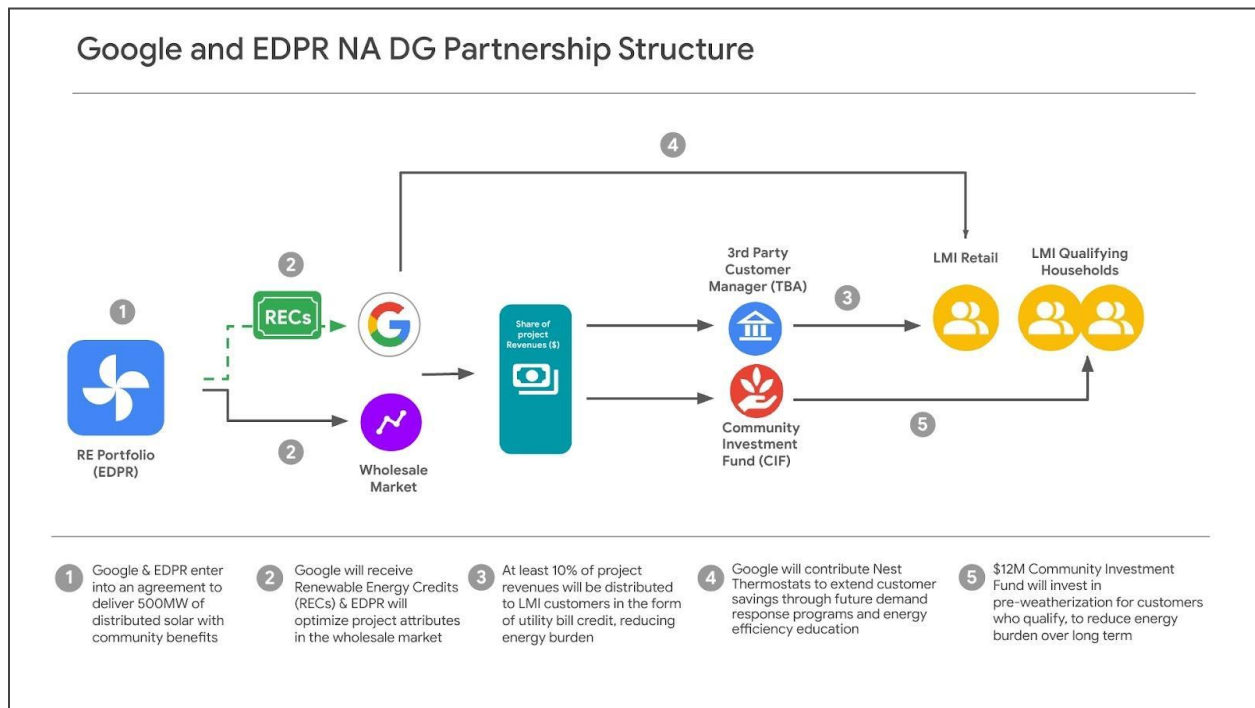 Google and EDPR NA DG Partnership Structure
4
3rd Party
Customer
Manager (TBA)
LMI Retail
LMI Qualifying
Households
2
RECs
1
3
Share of
project
Revenues ($)
RE Portfolio
(EDPR)
2
Wholesale
Market
Community
Investment
Fund (CIF)
5
1
Google & EDPR enter
into an agreement to
deliver 500MW of
distributed solar with
community benefits
2
Google will receive
Renewable Energy Credits
(RECs) & EDPR will
optimize project attributes
in the wholesale market
3
At least 10% of project
revenues will be distributed
to LMI customers in the form
of utility bill credit, reducing
energy burden
4
Google will contribute Nest
Thermostats to extend customer
savings through future demand
response programs and energy
efficiency education
5
$12M Community Investment
Fund will invest in
pre-weatherization for customers
who qualify, to reduce energy
burden over long term